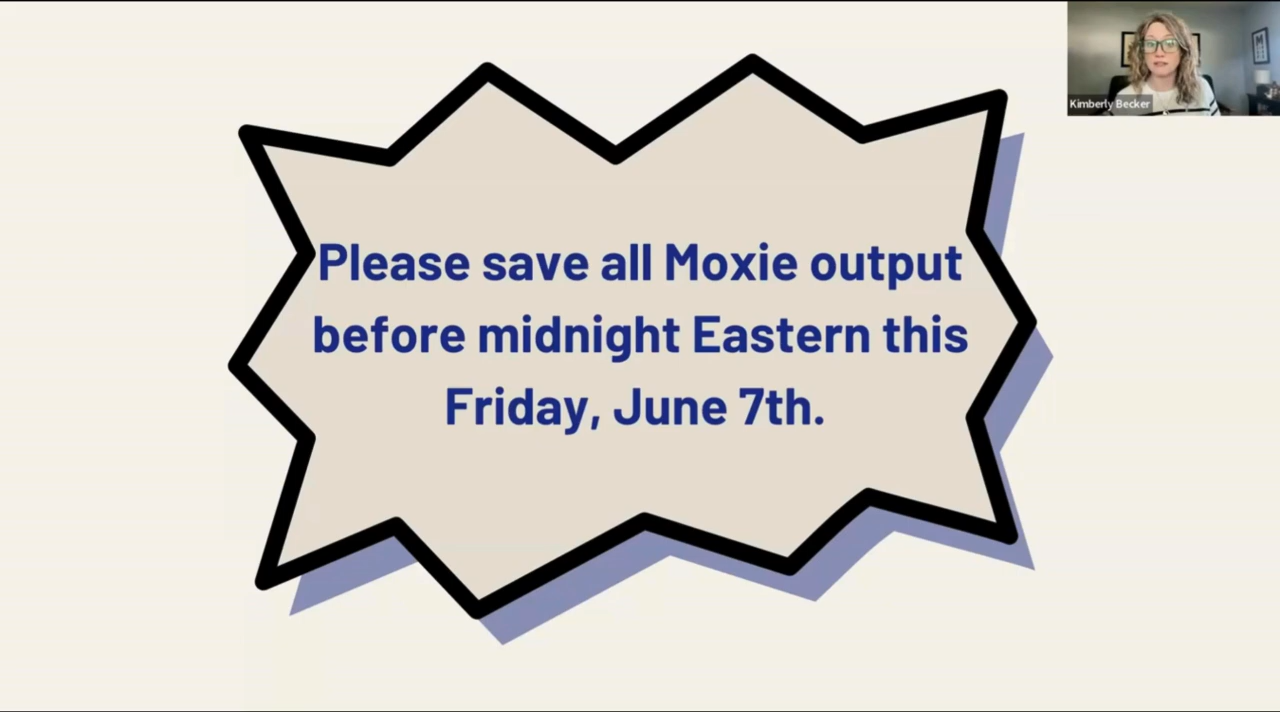 Please save all Moxie output
before midnight Eastern this
Friday, June 7th.
Kimberly Becker